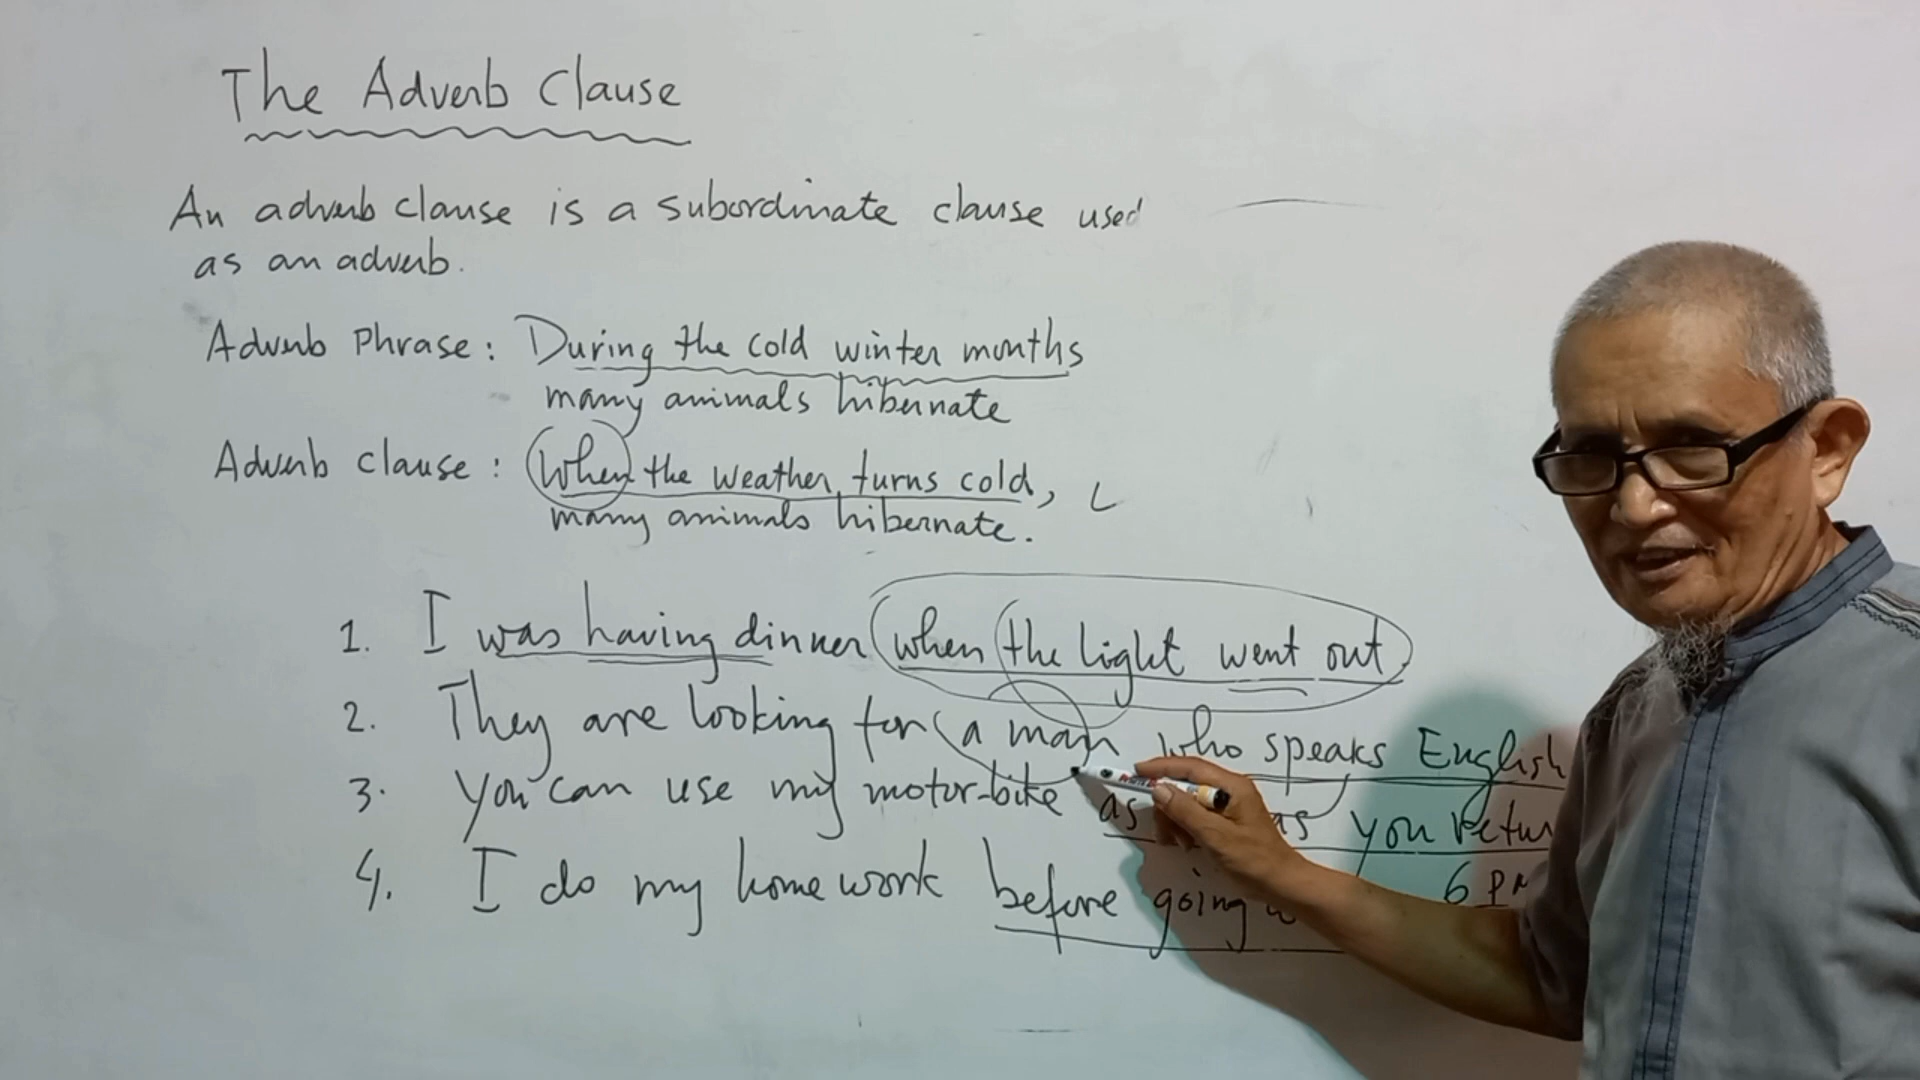 The Adverb Clause
An adverb clause is a subordinate clause used
as an adverb.
Adverb Phrase: During the cold winter months
many animals hibernate
Adverb clause: When the weather turns cold,
many animals hibernate.
1. I was having dinner when the light went out
2. They are looking for a man who speaks English
3. You can use my motor-bike as as you retur
6 PM
4. I do my homework before going